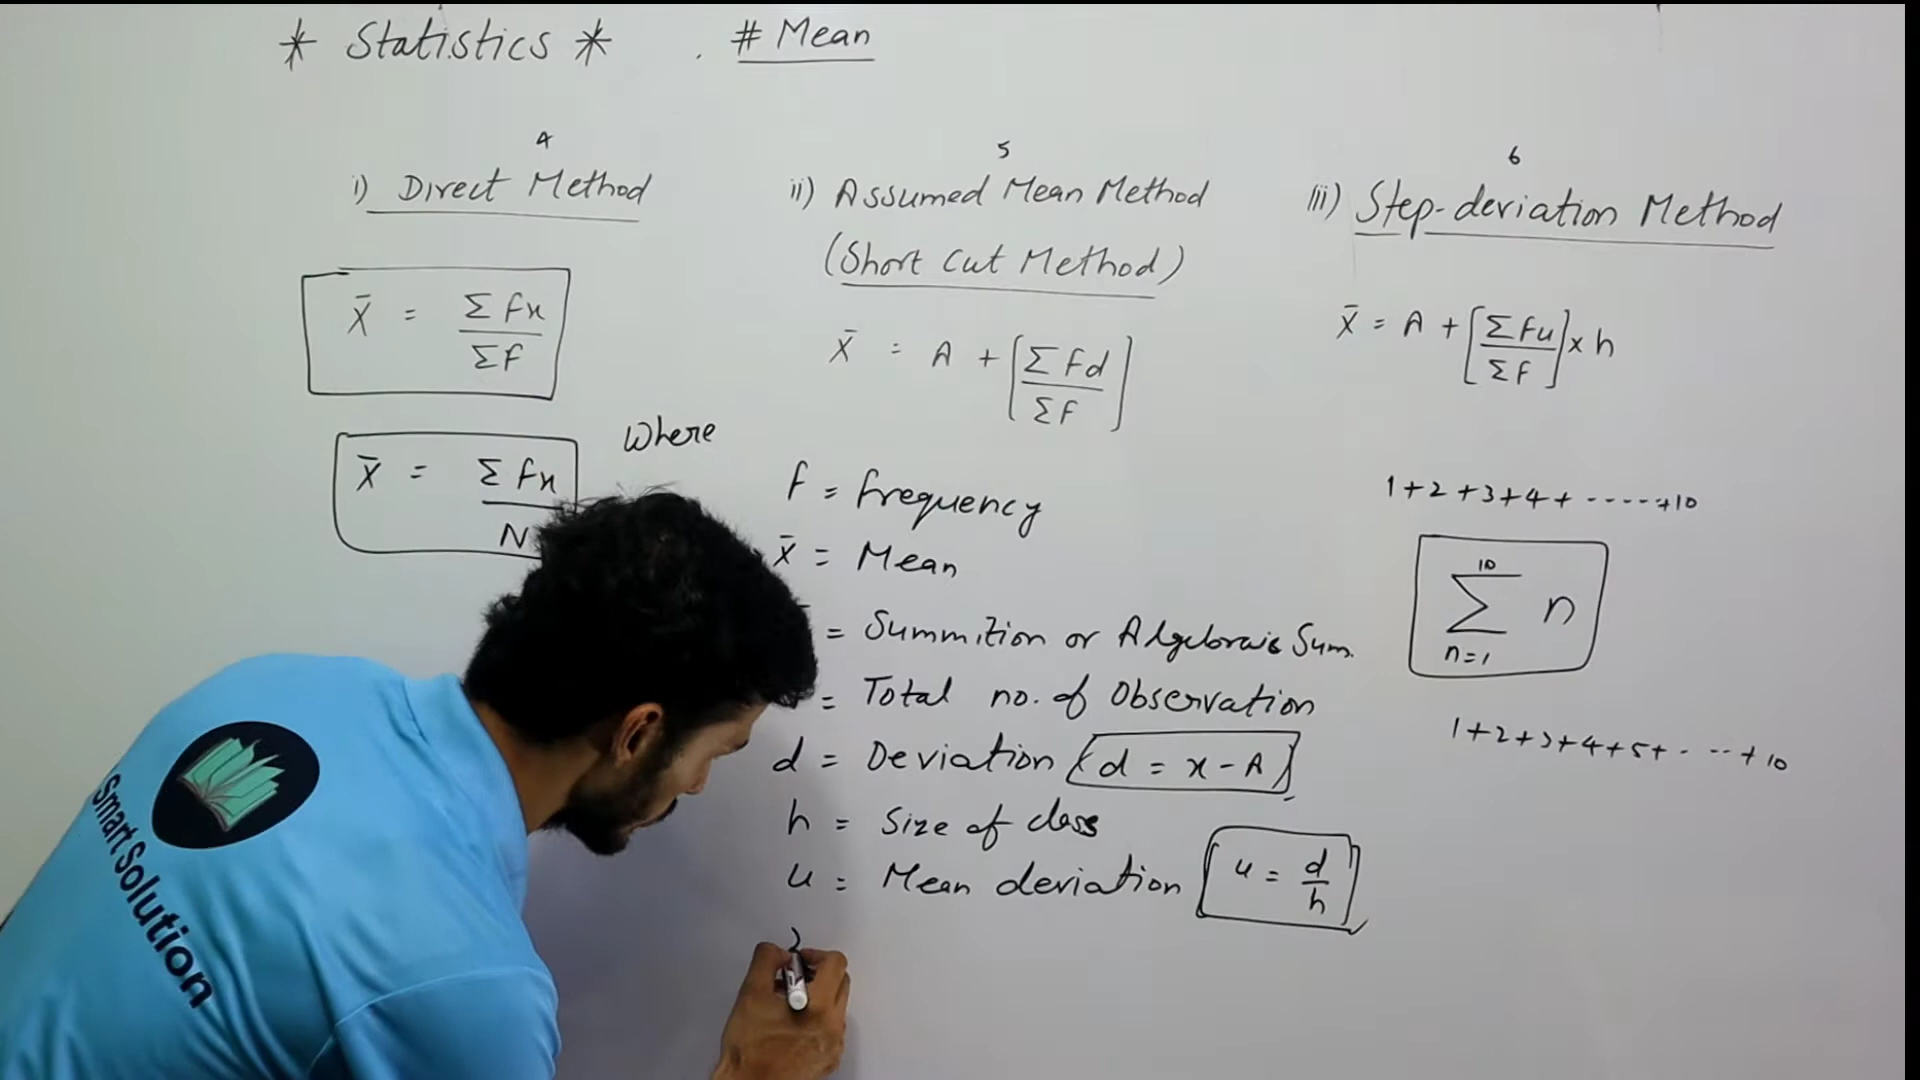 * Statistics * . # Mean
4
i) Direct Method
X̄ = Σfx / Σf
X̄ = Σfx / N
Where
5
ii) Assumed Mean Method
(Short Cut Method)
X̄ = A + [Σfd / Σf]
6
iii) Step-deviation Method
X̄ = A + [Σfu / Σf] × h
f = frequency
X̄ = Mean
= Summition or Algebraic Sum.
= Total no. of Observation
d = Deviation (d = x - A)
h = Size of class
u = Mean deviation (u = d/h)
1+2+3+4+-----+10
10
Σ n
n=1
1+2+3+4+5+- --+10
Smart Solution